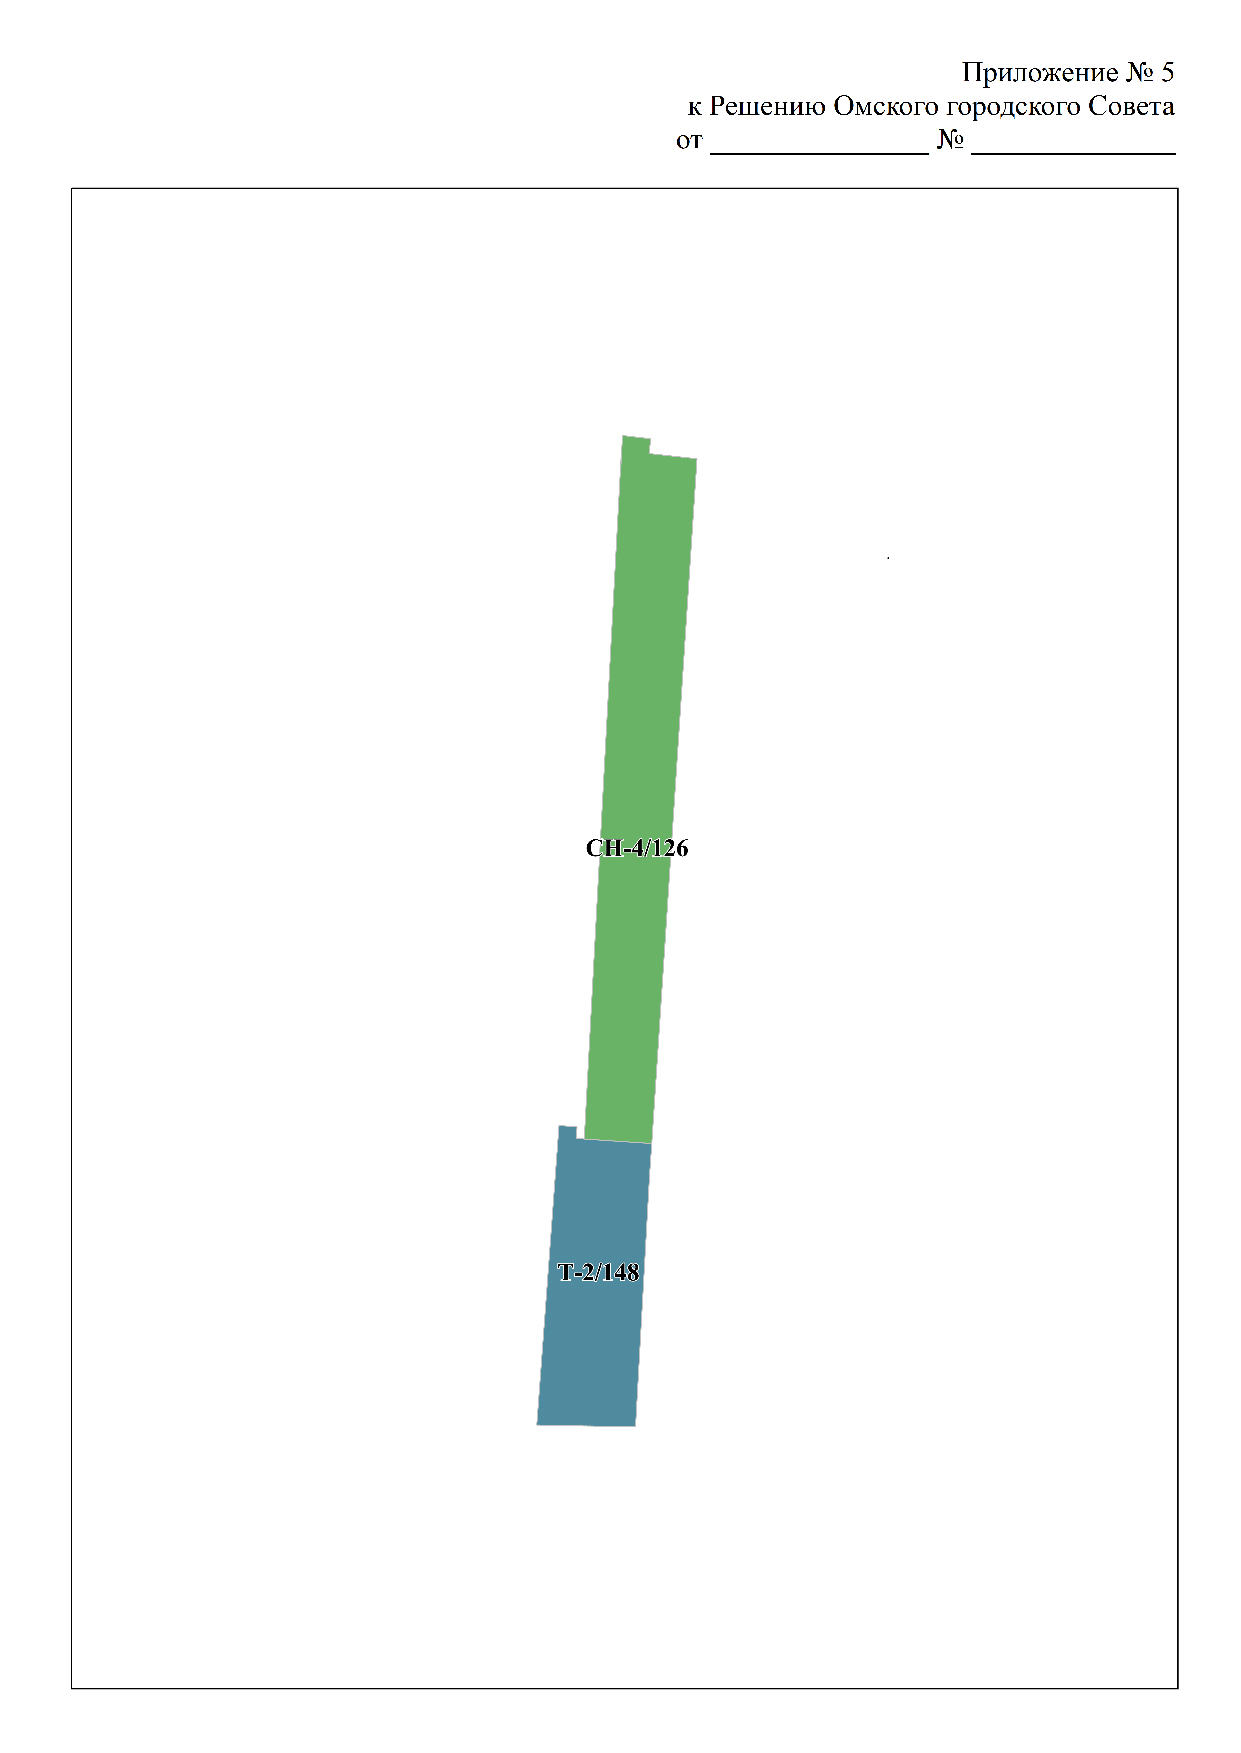 Приложение № 5
к Решению Омского городского Совета
от ________________ № _______________
СН-4/126
Т-2/148